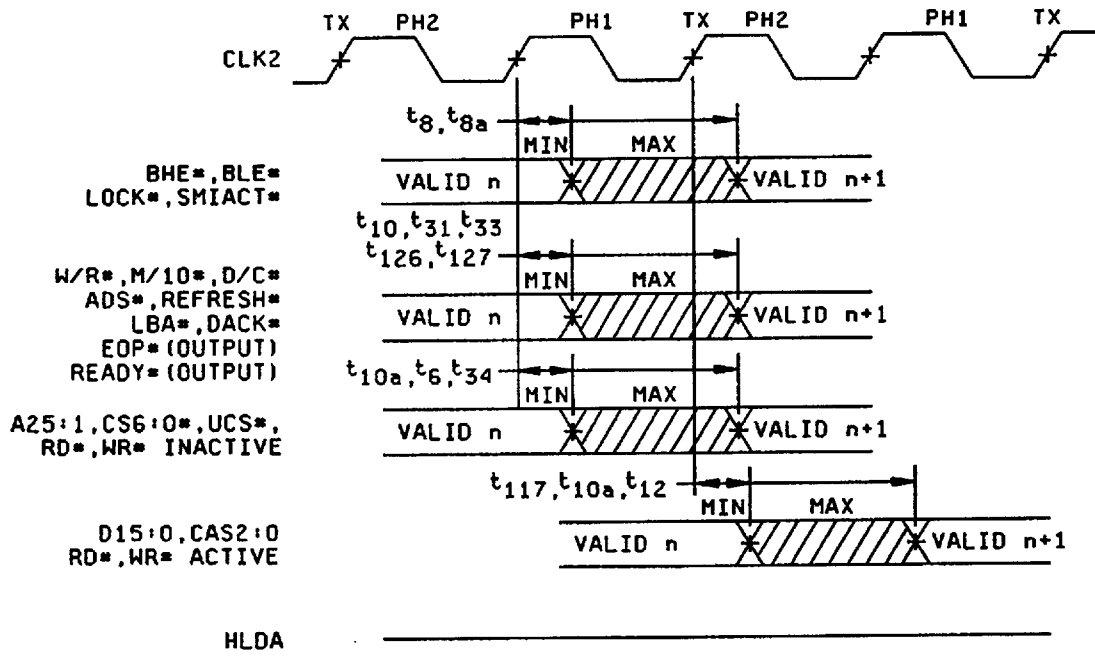 TX PH2 PH1 TX PH2 PH1 TX
CLK2
t8,t8a
MIN MAX
BHE*,BLE*
LOCK*,SMIACT*
VALID n VALID n+1
t10,t31,t33
t126,t127
MIN MAX
W/R*,M/IO*,D/C*
ADS*,REFRESH*
LBA*,DACK*
EOP*(OUTPUT)
READY*(OUTPUT)
VALID n VALID n+1
t10a,t6,t34
MIN MAX
A25:1,CS6:0*,UCS*,
RD*,WR* INACTIVE
VALID n VALID n+1
t117,t10a,t12
MIN MAX
D15:0,CAS2:0
RD*,WR* ACTIVE
VALID n VALID n+1
HLDA